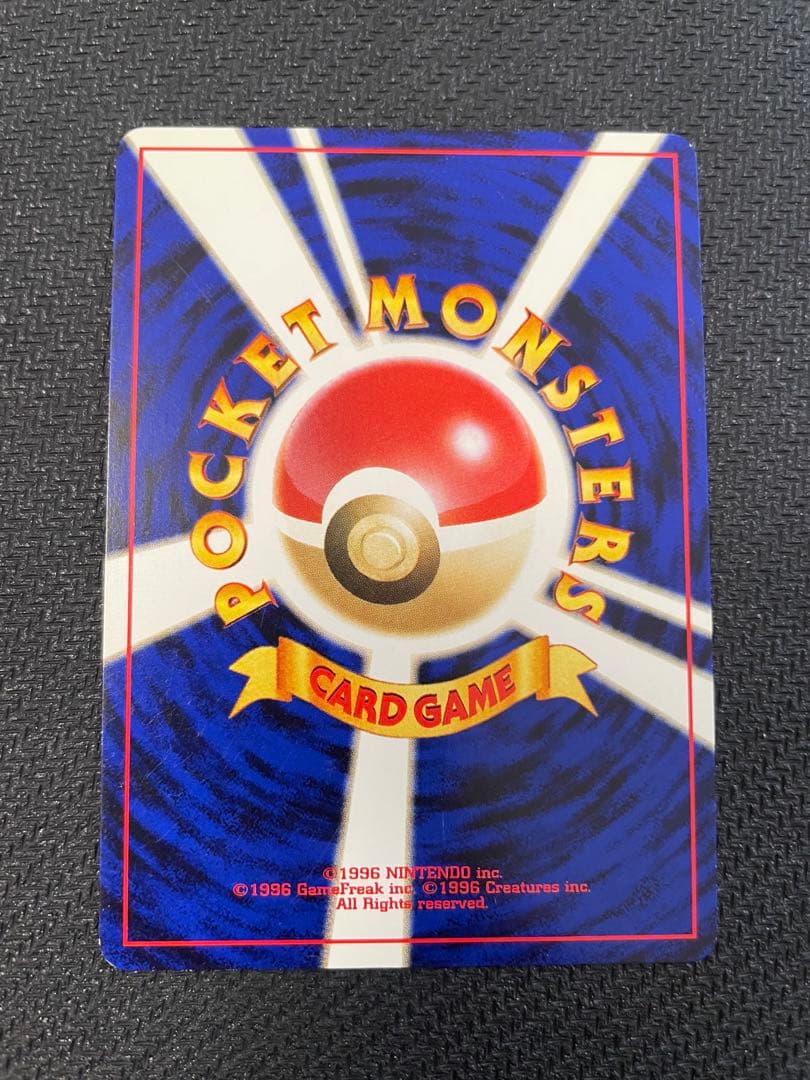 POCKET MONSTERS
CARD GAME
©1996 NINTENDO inc.
©1996 GameFreak inc. ©1996 Creatures inc.
All Rights reserved.